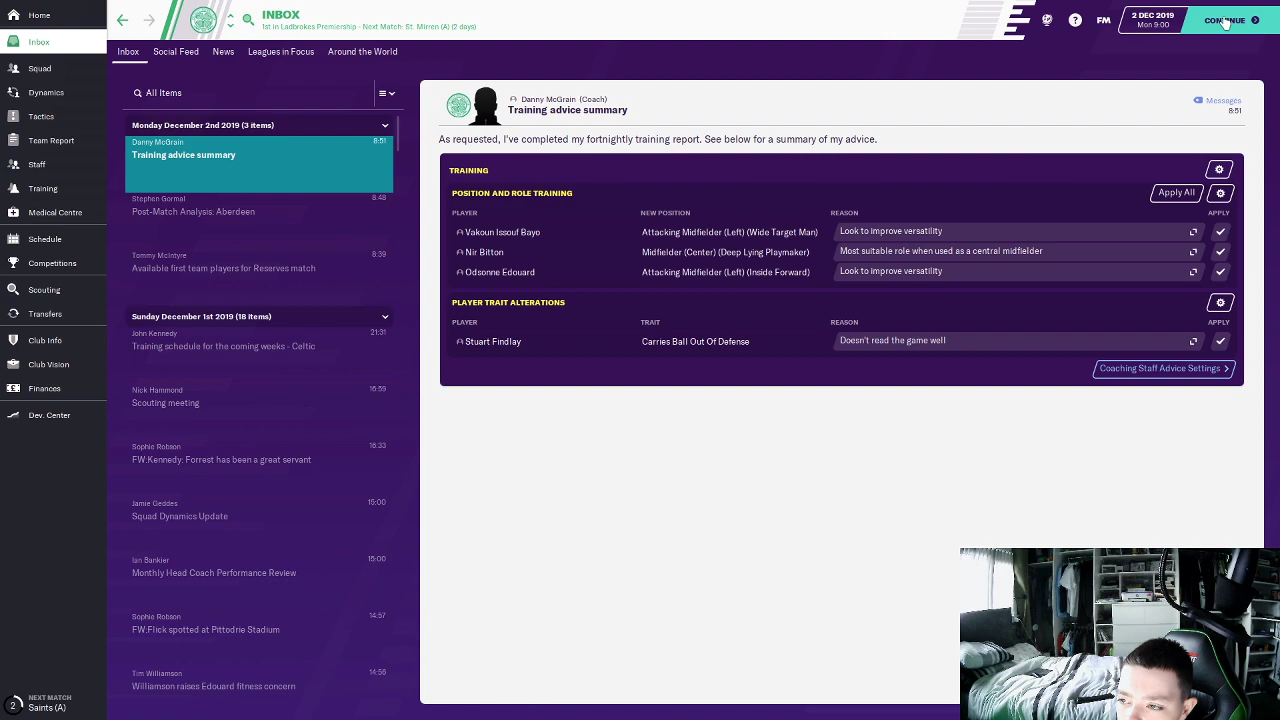 INBOX
1st in Ladbrokes Premiership - Next Match: St. Mirren (A) (2 days)
?
FM
2 DEC 2019
Mon 9:00
CONTINUE
Inbox
Squad
Dynamics
Tactics
Team Report
Staff
Training
Medical Centre
Schedule
Competitions
Scouting
Transfers
Club Info
Club Vision
Finances
Dev. Center
2
NEXT MATCH
Saints (A)
Inbox
Social Feed
News
Leagues in Focus
Around the World
All Items
Monday December 2nd 2019 (3 items)
Danny McGrain
8:51
Training advice summary
Stephen Gormal
8:48
Post-Match Analysis: Aberdeen
Tommy McIntyre
8:39
Available first team players for Reserves match
Sunday December 1st 2019 (18 items)
John Kennedy
21:31
Training schedule for the coming weeks - Celtic
Nick Hammond
16:59
Scouting meeting
Sophie Robson
16:33
FW:Kennedy: Forrest has been a great servant
Jamie Geddes
15:00
Squad Dynamics Update
Ian Bankier
15:00
Monthly Head Coach Performance Review
Sophie Robson
14:57
FW:Flick spotted at Pittodrie Stadium
Tim Williamson
14:56
Williamson raises Edouard fitness concern
Danny McGrain (Coach)
Training advice summary
Messages
8:51
As requested, I've completed my fortnightly training report. See below for a summary of my advice.
TRAINING
POSITION AND ROLE TRAINING
Apply All
PLAYER NEW POSITION REASON APPLY
Vakoun Issouf Bayo Attacking Midfielder (Left) (Wide Target Man) Look to improve versatility
Nir Bitton Midfielder (Center) (Deep Lying Playmaker) Most suitable role when used as a central midfielder
Odsonne Edouard Attacking Midfielder (Left) (Inside Forward) Look to improve versatility
PLAYER TRAIT ALTERATIONS
PLAYER TRAIT REASON APPLY
Stuart Findlay Carries Ball Out Of Defense Doesn't read the game well
Coaching Staff Advice Settings